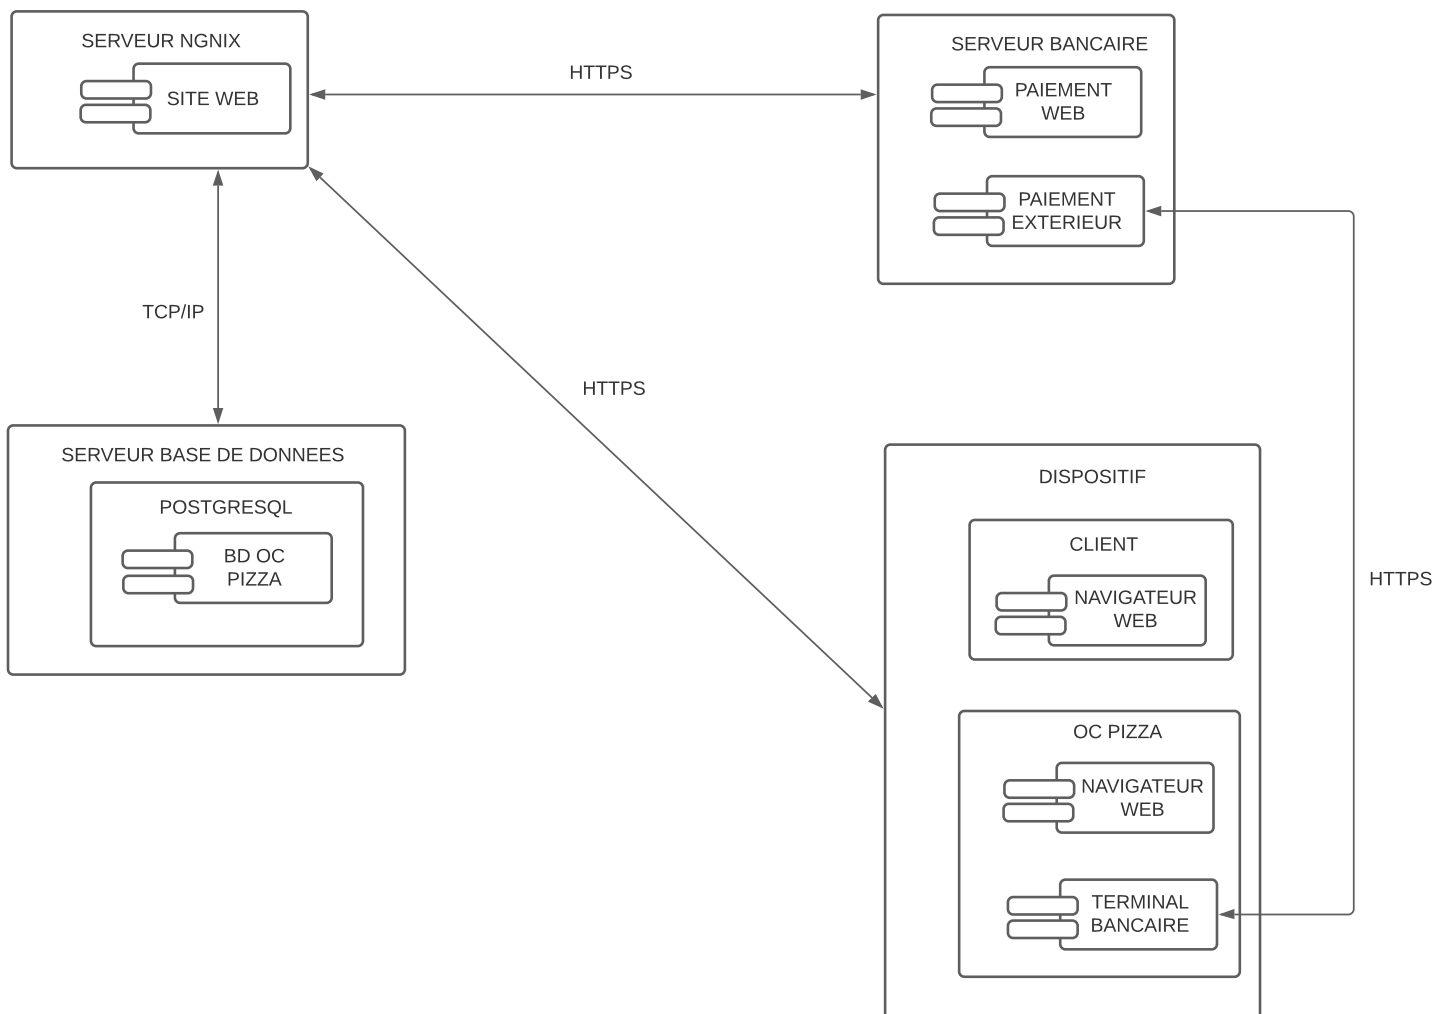 SERVEUR NGNIX
SITE WEB
HTTPS
SERVEUR BANCAIRE
PAIEMENT
WEB
PAIEMENT
EXTERIEUR
TCP/IP
HTTPS
SERVEUR BASE DE DONNEES
POSTGRESQL
BD OC
PIZZA
DISPOSITIF
CLIENT
NAVIGATEUR
WEB
HTTPS
OC PIZZA
NAVIGATEUR
WEB
TERMINAL
BANCAIRE